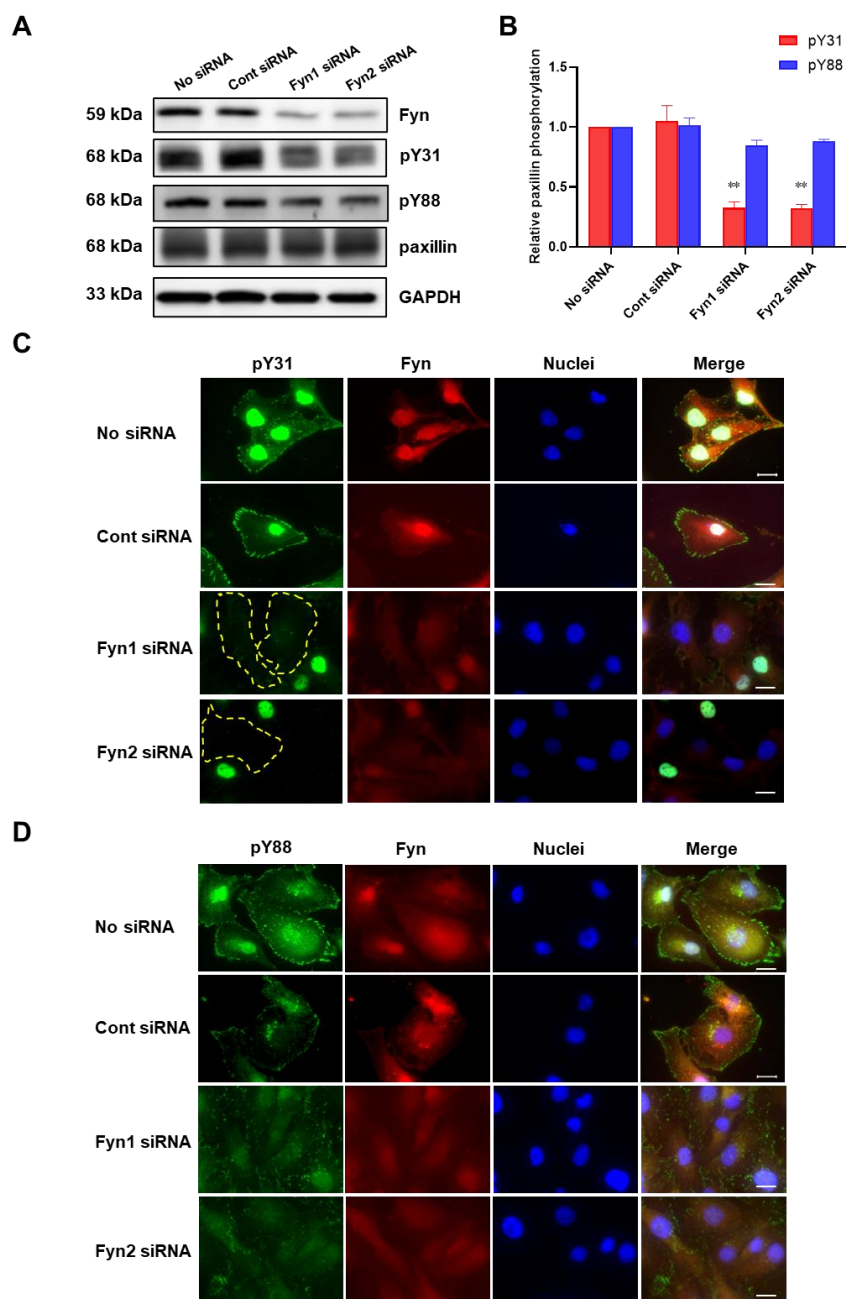 A
No siRNA
Cont siRNA
Fyn1 siRNA
Fyn2 siRNA
59 kDa
Fyn
68 kDa
pY31
68 kDa
pY88
68 kDa
paxillin
33 kDa
GAPDH
B
pY31
pY88
Relative paxillin phosphorylation
1.5
1.0
0.5
0.0
**
**
No siRNA
Cont siRNA
Fyn1 siRNA
Fyn2 siRNA
C
pY31 Fyn Nuclei Merge
No siRNA
Cont siRNA
Fyn1 siRNA
Fyn2 siRNA
D
pY88 Fyn Nuclei Merge
No siRNA
Cont siRNA
Fyn1 siRNA
Fyn2 siRNA